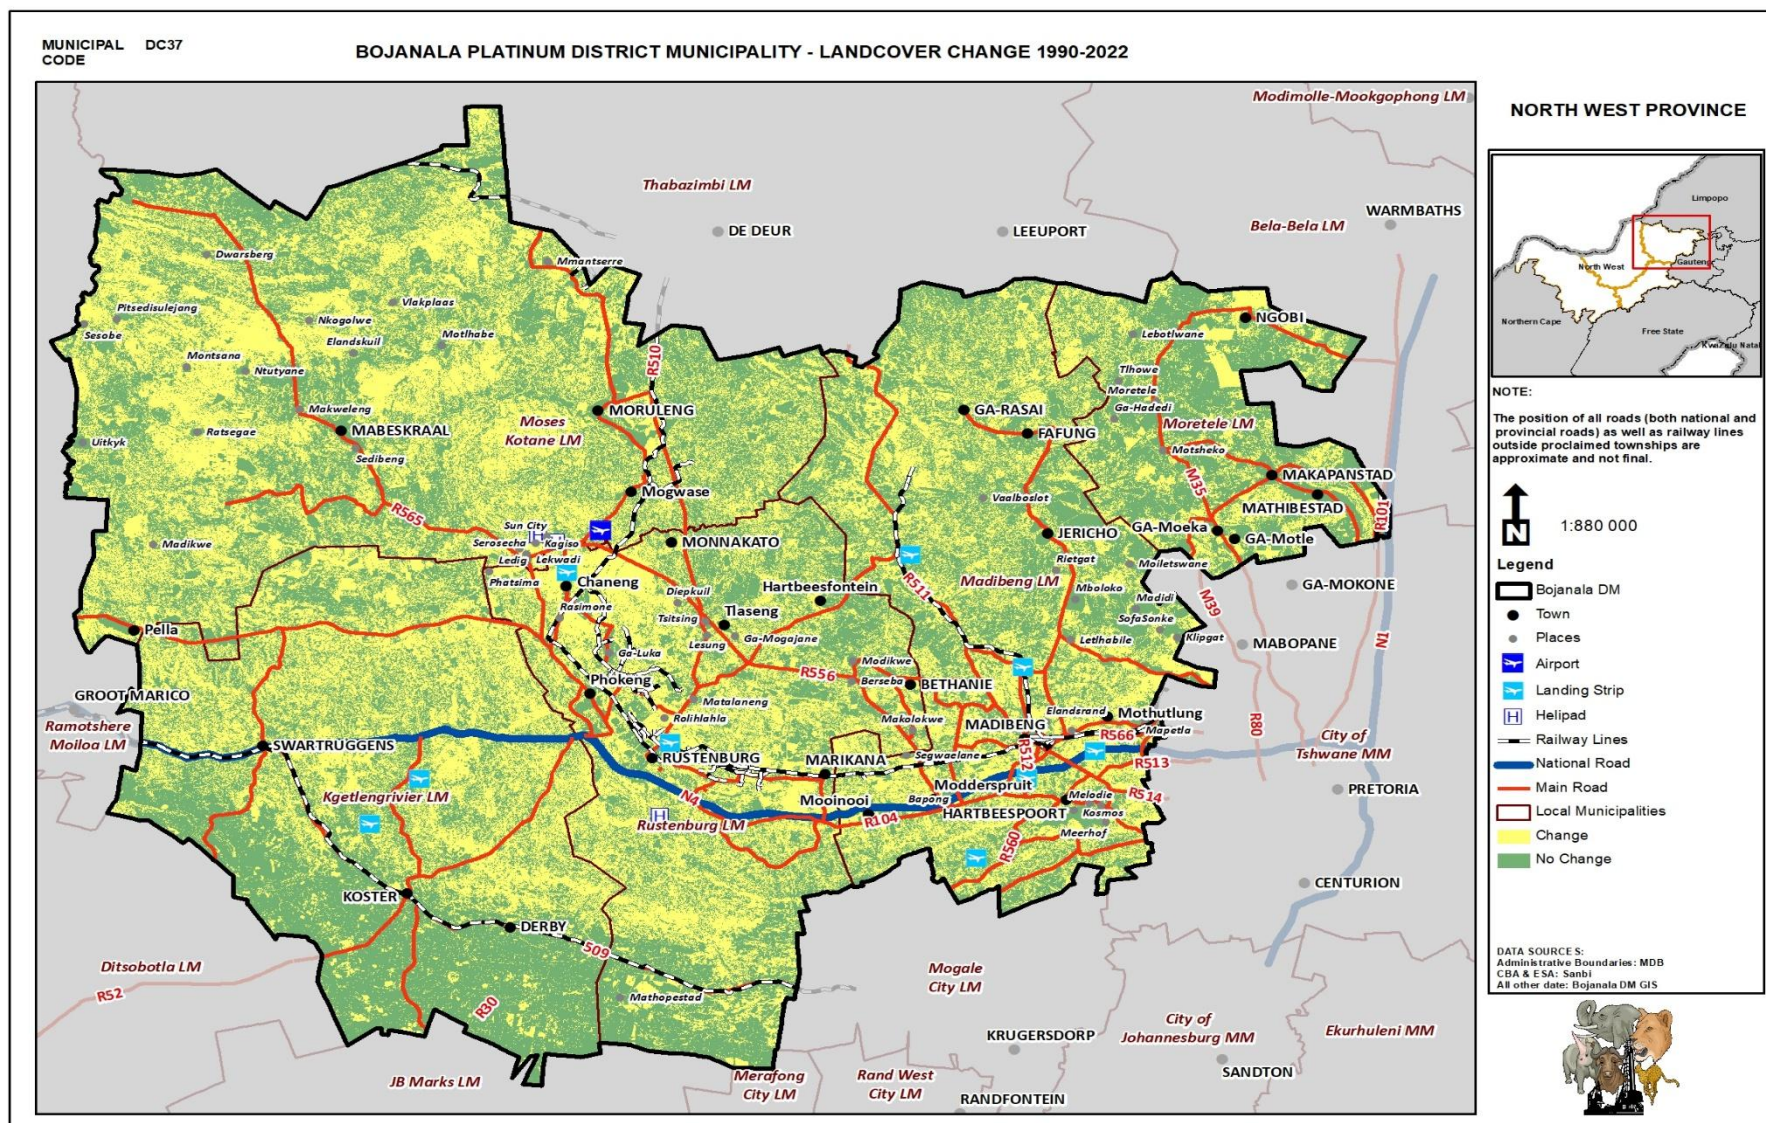 MUNICIPAL DC37
CODE
BOJANALA PLATINUM DISTRICT MUNICIPALITY - LANDCOVER CHANGE 1990-2022
Modimolle-Mookgophong LM
Thabazimbi LM
WARMBATHS
DE DEUR
LEEUPORT
Bela-Bela LM
Dwarsberg
Mmantserre
Vlakplaas
Pitsedisulejang
Nkogolwe
Sesobe
Motlhabe
Elandskuil
Montsana
Ntutyane
NGOBI
Lebotlwane
R510
Tlhowe
Moretele
Ga-Hadedi
Makweleng
MORULENG
GA-RASAI
Moses
Kotane LM
Moretele LM
Ratsegae
MABESKRAAL
FAFUNG
Uitkyk
Sedibeng
Motsheko
MAKAPANSTAD
M35
Mogwase
Vaalboslot
MATHIBESTAD
R101
R565
Sun City
Serosecha
Kagiso
Madikwe
MONNAKATO
JERICHO
GA-Moeka
GA-Motle
Ledig
Lekwadi
Phatsima
Chaneng
Rietgat
Moiletswane
R511
Madibeng LM
GA-MOKONE
Hartbeesfontein
Diepkuil
Mboloko
Madidi
M39
Rasimone
Tlaseng
Tsitsing
SofaSonke
Pella
Ga-Mogajane
Lesung
Letlhabile
Klipgat
MABOPANE
N1
Ga-Luka
Modikwe
R556
Berseba
BETHANIE
Phokeng
GROOT MARICO
Matalaneng
Rolihlahla
Elandsrand
Mothutlung
Ramotshere
Moiloa LM
Makolokwe
MADIBENG
Mapetla
R566
R80
City of
Tshwane MM
SWARTRUGGENS
RUSTENBURG
MARIKANA
Segwaelane
R512
R513
Kgetlengrivier LM
N4
Modderspruit
Mooinooi
Bapong
Melodie
R514
PRETORIA
Rustenburg LM
R104
HARTBEESPOORT
Kosmos
Meerhof
R560
KOSTER
CENTURION
DERBY
509
Ditsobotla LM
Mogale
City LM
R52
R30
Mathopestad
KRUGERSDORP
City of
Johannesburg MM
Ekurhuleni MM
JB Marks LM
Merafong
City LM
Rand West
City LM
SANDTON
RANDFONTEIN
NORTH WEST PROVINCE
Limpopo
North West
Gauteng
Northern Cape
Free State
KwaZulu Natal
NOTE:
The position of all roads (both national and
provincial roads) as well as railway lines
outside proclaimed townships are
approximate and not final.
N
1:880 000
Legend
Bojanala DM
Town
Places
Airport
Landing Strip
H Helipad
Railway Lines
National Road
Main Road
Local Municipalities
Change
No Change
DATA SOURCES:
Administrative Boundaries: MDB
CBA & ESA: Sanbi
All other date: Bojanala DM GIS